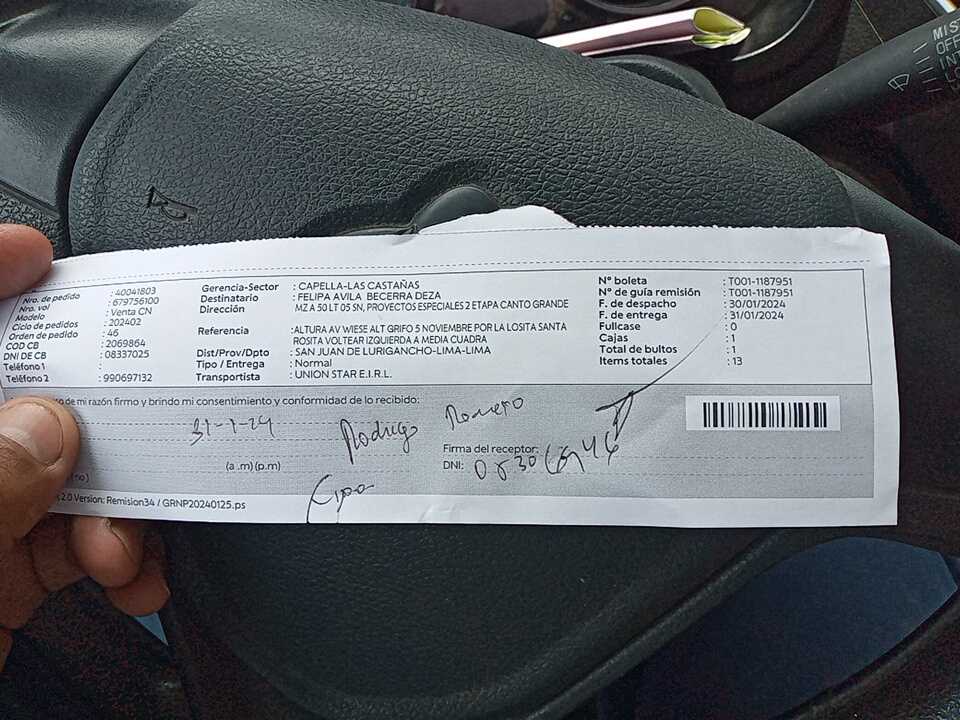 MIST
OFF
INT
LO
Nro. de pedido : 40041803
Nro. vol : 679756100
Modelo : Venta CN
Ciclo de pedidos : 202402
Orden de pedido : 46
COD CB : 2069864
DNI DE CB : 08337025
Teléfono 1 :
Teléfono 2 : 990697132
Gerencia-Sector : CAPELLA-LAS CASTAÑAS
Destinatario : FELIPA AVILA BECERRA DEZA
Dirección : MZ A 50 LT 05 SN, PROYECTOS ESPECIALES 2 ETAPA CANTO GRANDE
Referencia : ALTURA AV WIESE ALT GRIFO 5 NOVIEMBRE POR LA LOSITA SANTA
ROSITA VOLTEAR IZQUIERDA A MEDIA CUADRA
Dist/Prov/Dpto : SAN JUAN DE LURIGANCHO-LIMA-LIMA
Tipo / Entrega : Normal
Transportista : UNION STAR E.I.R.L.
N° boleta : T001-1187951
N° de guía remisión : T001-1187951
F. de despacho : 30/01/2024
F. de entrega : 31/01/2024
Fullcase : 0
Cajas : 1
Total de bultos : 1
Items totales : 13
de mi razón firmo y brindo mi consentimiento y conformidad de lo recibido:
31-1-24
Rodrigo Romero
(a .m) (p.m)
Firma del receptor:
DNI:
2.0 Version: Remision34 / GRNP20240125.ps